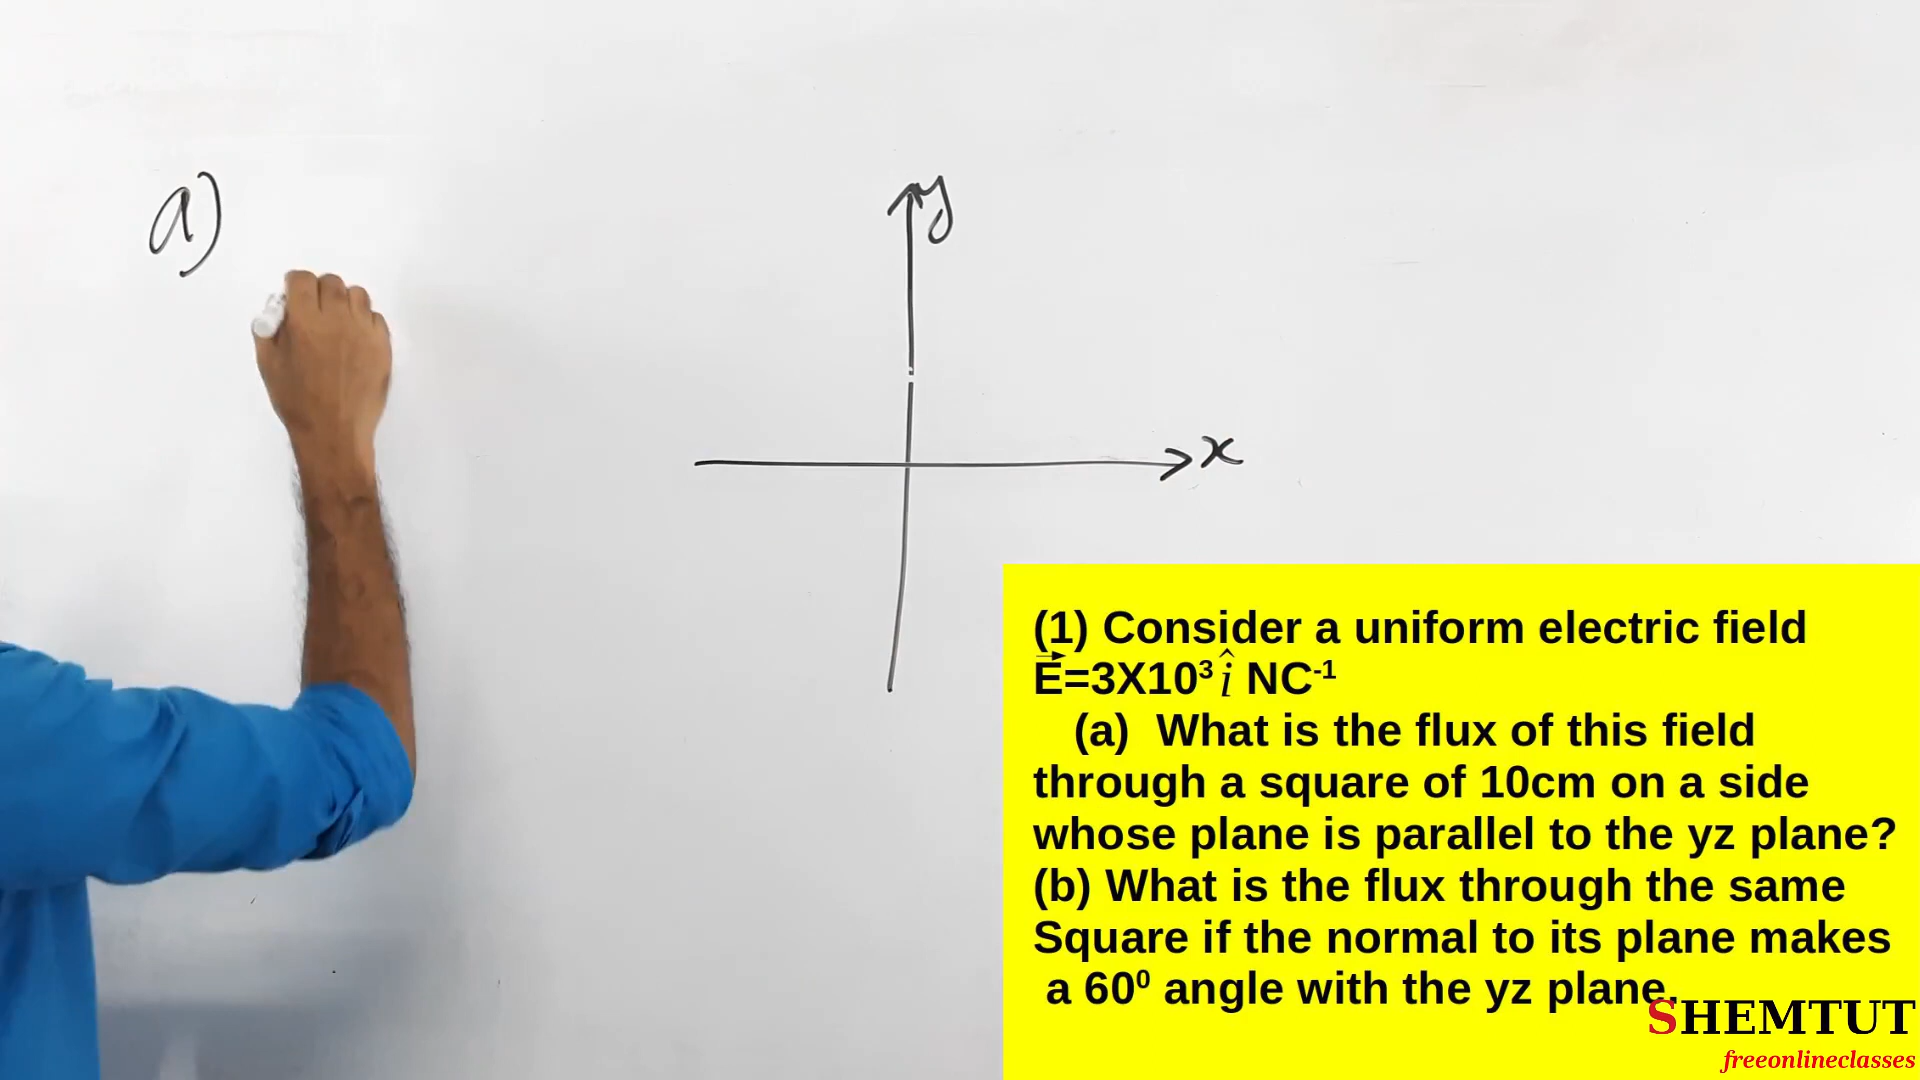 a)
y
x
(1) Consider a uniform electric field
E⃗=3X10³ î NC⁻¹
(a) What is the flux of this field
through a square of 10cm on a side
whose plane is parallel to the yz plane?
(b) What is the flux through the same
Square if the normal to its plane makes
a 60⁰ angle with the yz plane.
SHEMTUT
freeonlineclasses